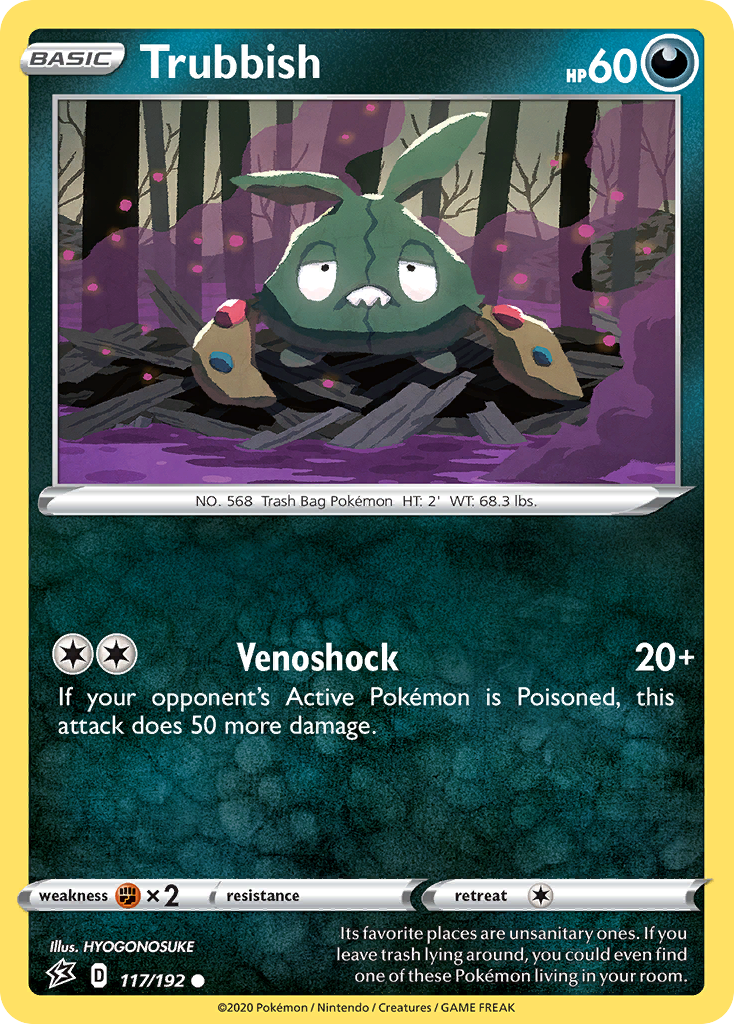 BASIC Trubbish HP 60
NO. 568 Trash Bag Pokémon HT: 2' WT: 68.3 lbs.
Venoshock 20+
If your opponent's Active Pokémon is Poisoned, this
attack does 50 more damage.
weakness ×2 resistance retreat
Illus. HYOGONOSUKE
D 117/192
Its favorite places are unsanitary ones. If you
leave trash lying around, you could even find
one of these Pokémon living in your room.
©2020 Pokémon / Nintendo / Creatures / GAME FREAK